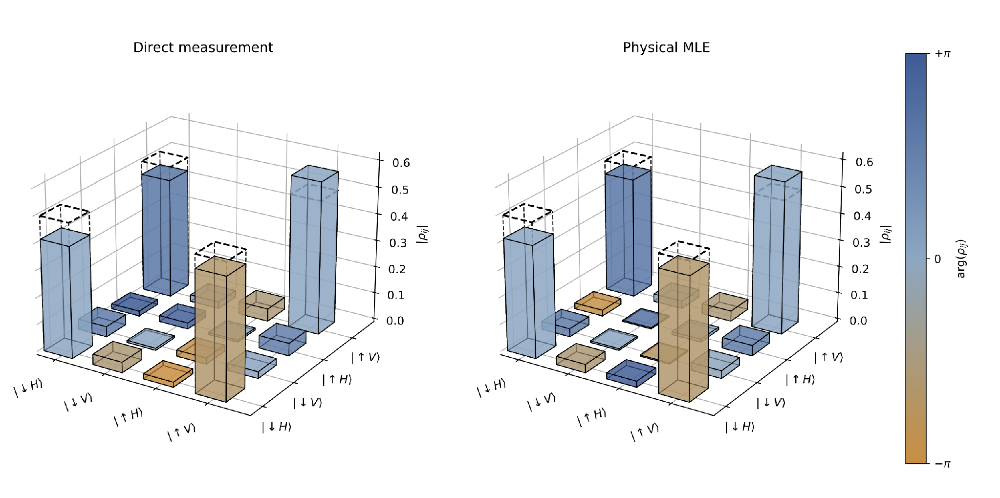 Direct measurement
0.6
0.5
0.4
0.3
0.2
0.1
0.0
|ρij|
|↓H⟩
|↓V⟩
|↑H⟩
|↑V⟩
|↓H⟩
|↓V⟩
|↑H⟩
|↑V⟩
Physical MLE
0.6
0.5
0.4
0.3
0.2
0.1
0.0
|ρij|
|↓H⟩
|↓V⟩
|↑H⟩
|↑V⟩
|↓H⟩
|↓V⟩
|↑H⟩
|↑V⟩
+π
0
−π
arg(ρij)